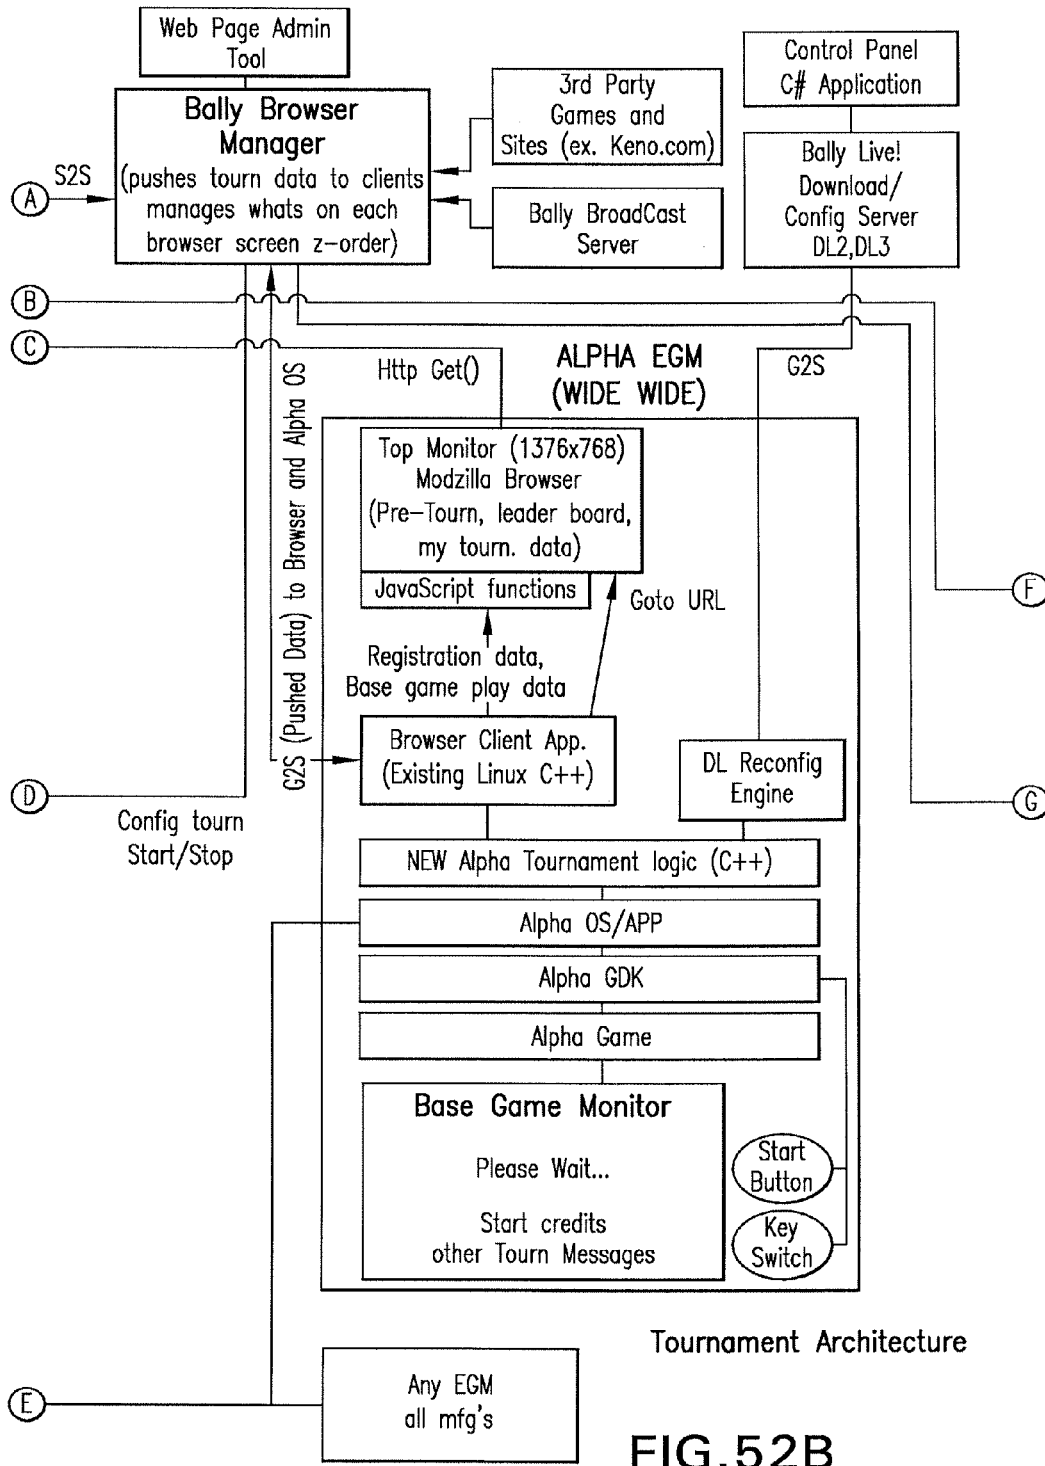 Web Page Admin
Tool
Control Panel
C# Application
Bally Browser
Manager
(pushes tourn data to clients
manages whats on each
browser screen z-order)
3rd Party
Games and
Sites (ex. Keno.com)
Bally BroadCast
Server
Bally Live!
Download/
Config Server
DL2,DL3
S2S
A
B
C
Http Get()
ALPHA EGM
(WIDE WIDE)
G2S
G2S (Pushed Data) to Browser and Alpha OS
Top Monitor (1376x768)
Modzilla Browser
(Pre-Tourn, leader board,
my tourn. data)
JavaScript functions
Goto URL
F
Registration data,
Base game play data
Browser Client App.
(Existing Linux C++)
DL Reconfig
Engine
D
G
Config tourn
Start/Stop
NEW Alpha Tournament logic (C++)
Alpha OS/APP
Alpha GDK
Alpha Game
Base Game Monitor
Please Wait...
Start credits
other Tourn Messages
Start
Button
Key
Switch
Tournament Architecture
E
Any EGM
all mfg's
FIG.52B